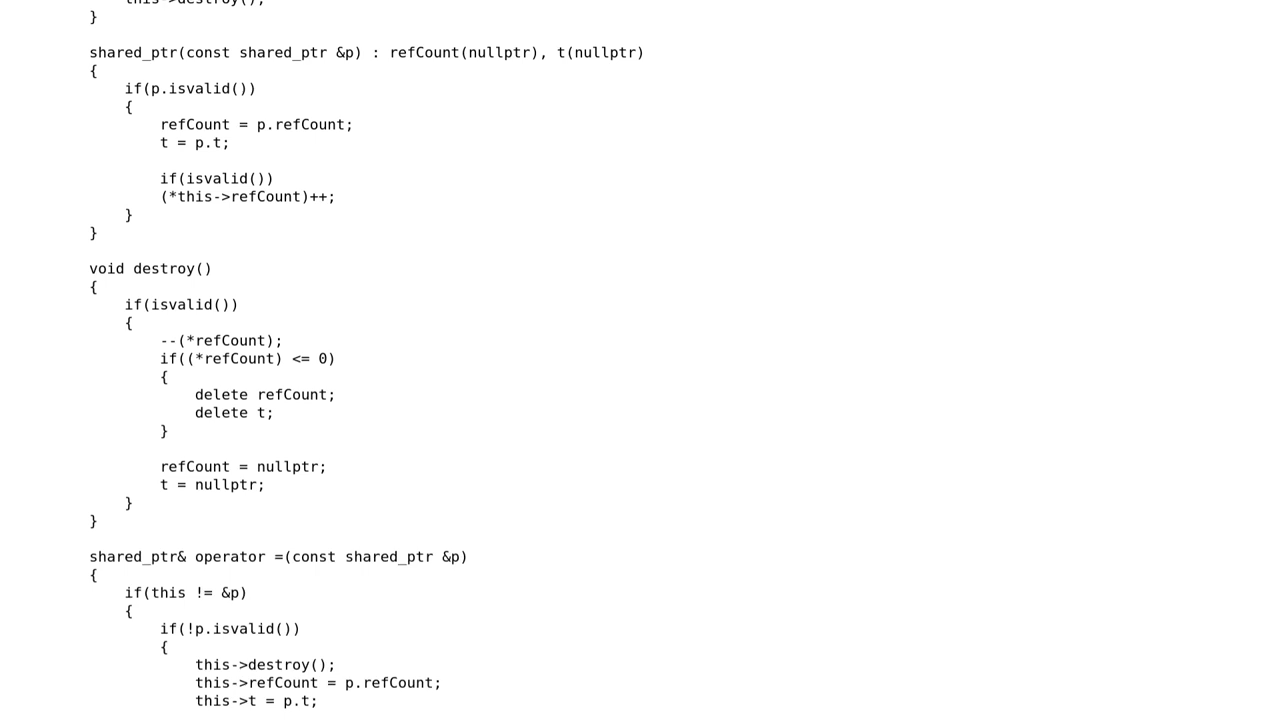 this->destroy();
}
shared_ptr(const shared_ptr &p) : refCount(nullptr), t(nullptr)
{
if(p.isvalid())
{
refCount = p.refCount;
t = p.t;
if(isvalid())
(*this->refCount)++;
}
}
void destroy()
{
if(isvalid())
{
--(*refCount);
if((*refCount) <= 0)
{
delete refCount;
delete t;
}
refCount = nullptr;
t = nullptr;
}
}
shared_ptr& operator =(const shared_ptr &p)
{
if(this != &p)
{
if(!p.isvalid())
{
this->destroy();
this->refCount = p.refCount;
this->t = p.t;